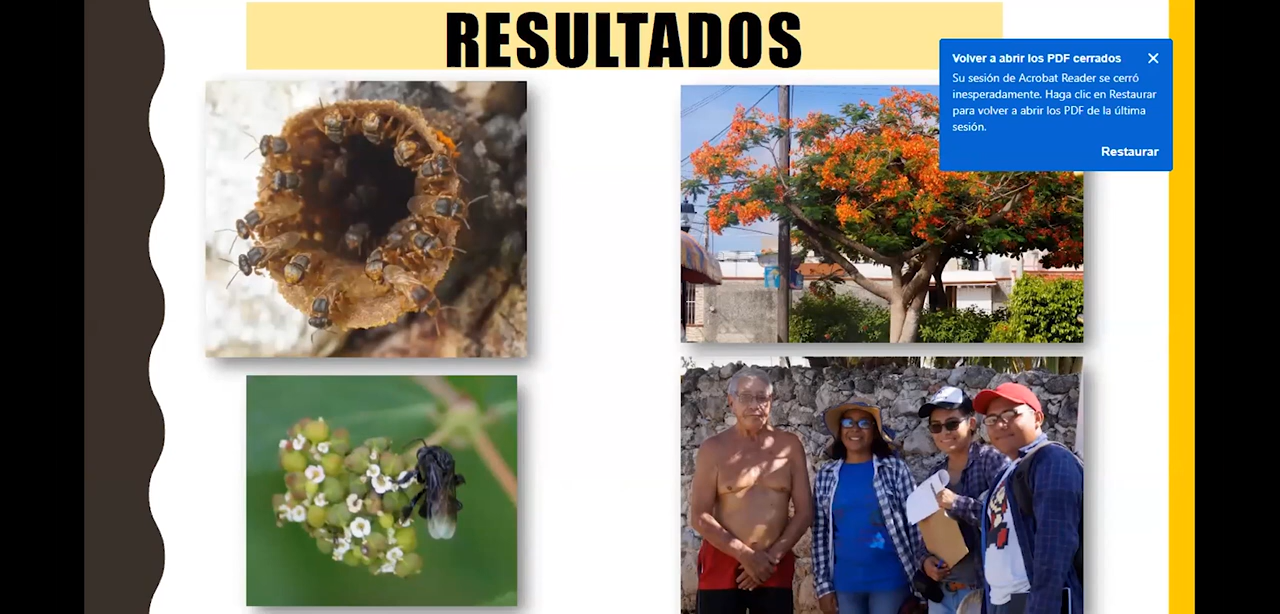 RESULTADOS
Volver a abrir los PDF cerrados
Su sesión de Acrobat Reader se cerró
inesperadamente. Haga clic en Restaurar
para volver a abrir los PDF de la última
sesión.
Restaurar